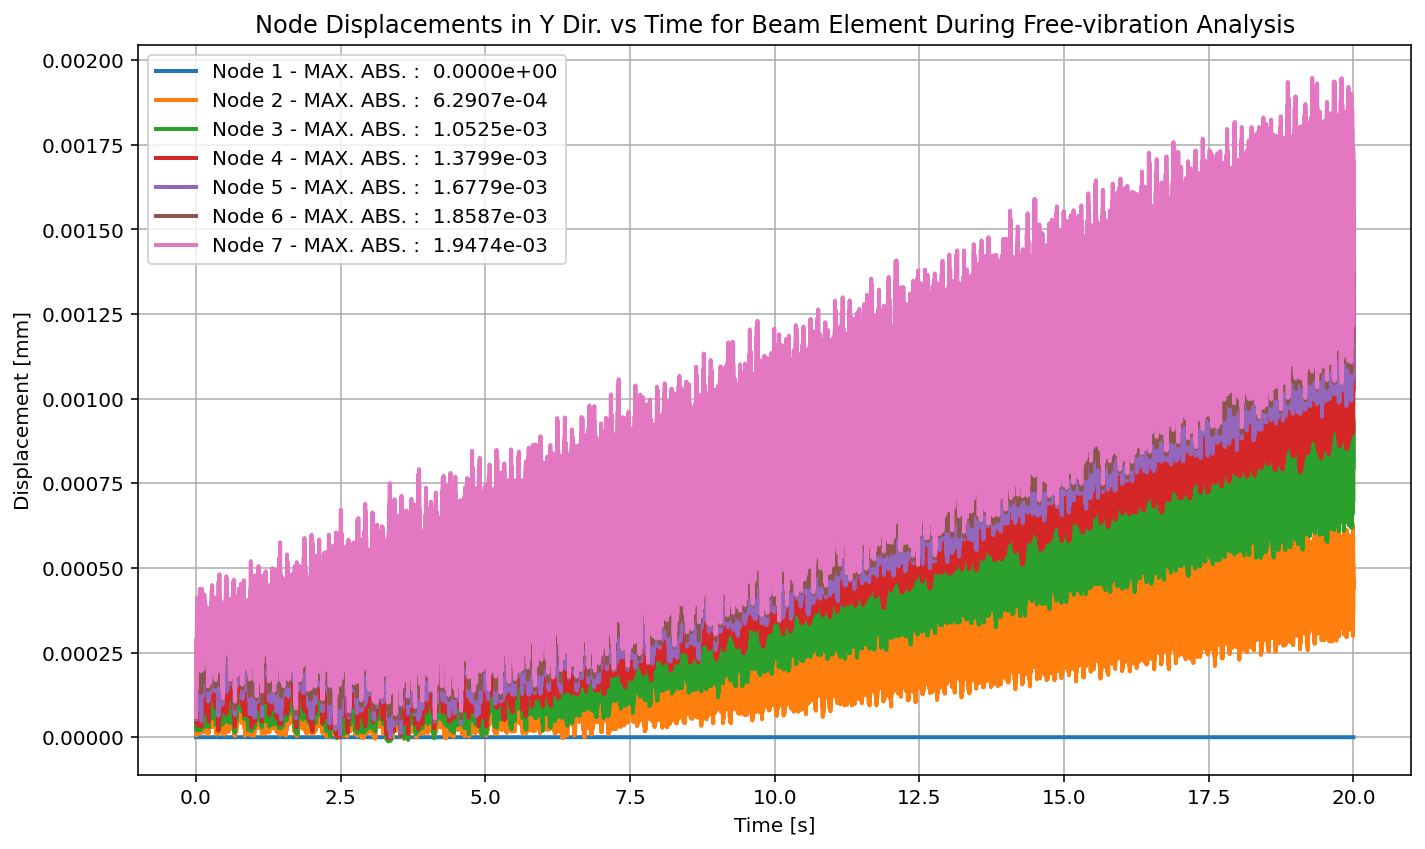 Node Displacements in Y Dir. vs Time for Beam Element During Free-vibration Analysis
Node 1 - MAX. ABS. : 0.0000e+00
Node 2 - MAX. ABS. : 6.2907e-04
Node 3 - MAX. ABS. : 1.0525e-03
Node 4 - MAX. ABS. : 1.3799e-03
Node 5 - MAX. ABS. : 1.6779e-03
Node 6 - MAX. ABS. : 1.8587e-03
Node 7 - MAX. ABS. : 1.9474e-03
Displacement [mm]
0.00200
0.00175
0.00150
0.00125
0.00100
0.00075
0.00050
0.00025
0.00000
0.0 2.5 5.0 7.5 10.0 12.5 15.0 17.5 20.0
Time [s]